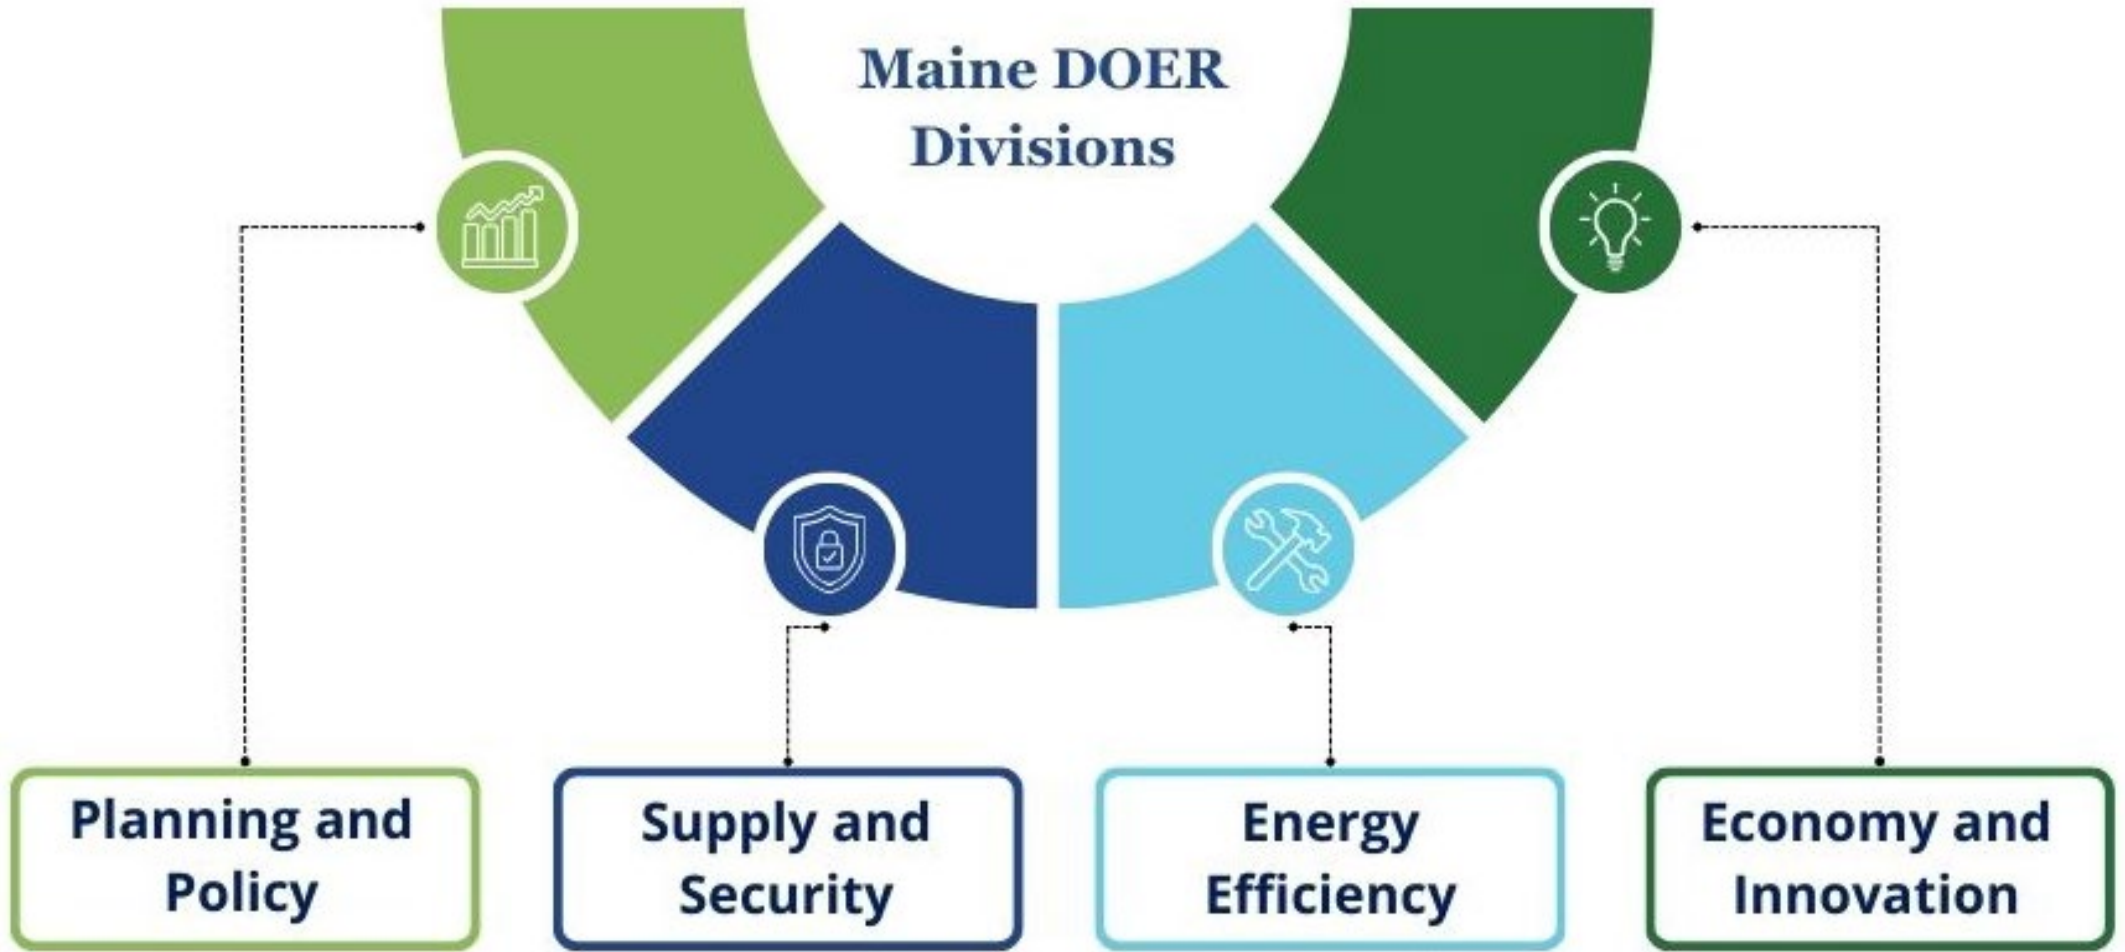 Maine DOER
Divisions
Planning and
Policy
Supply and
Security
Energy
Efficiency
Economy and
Innovation